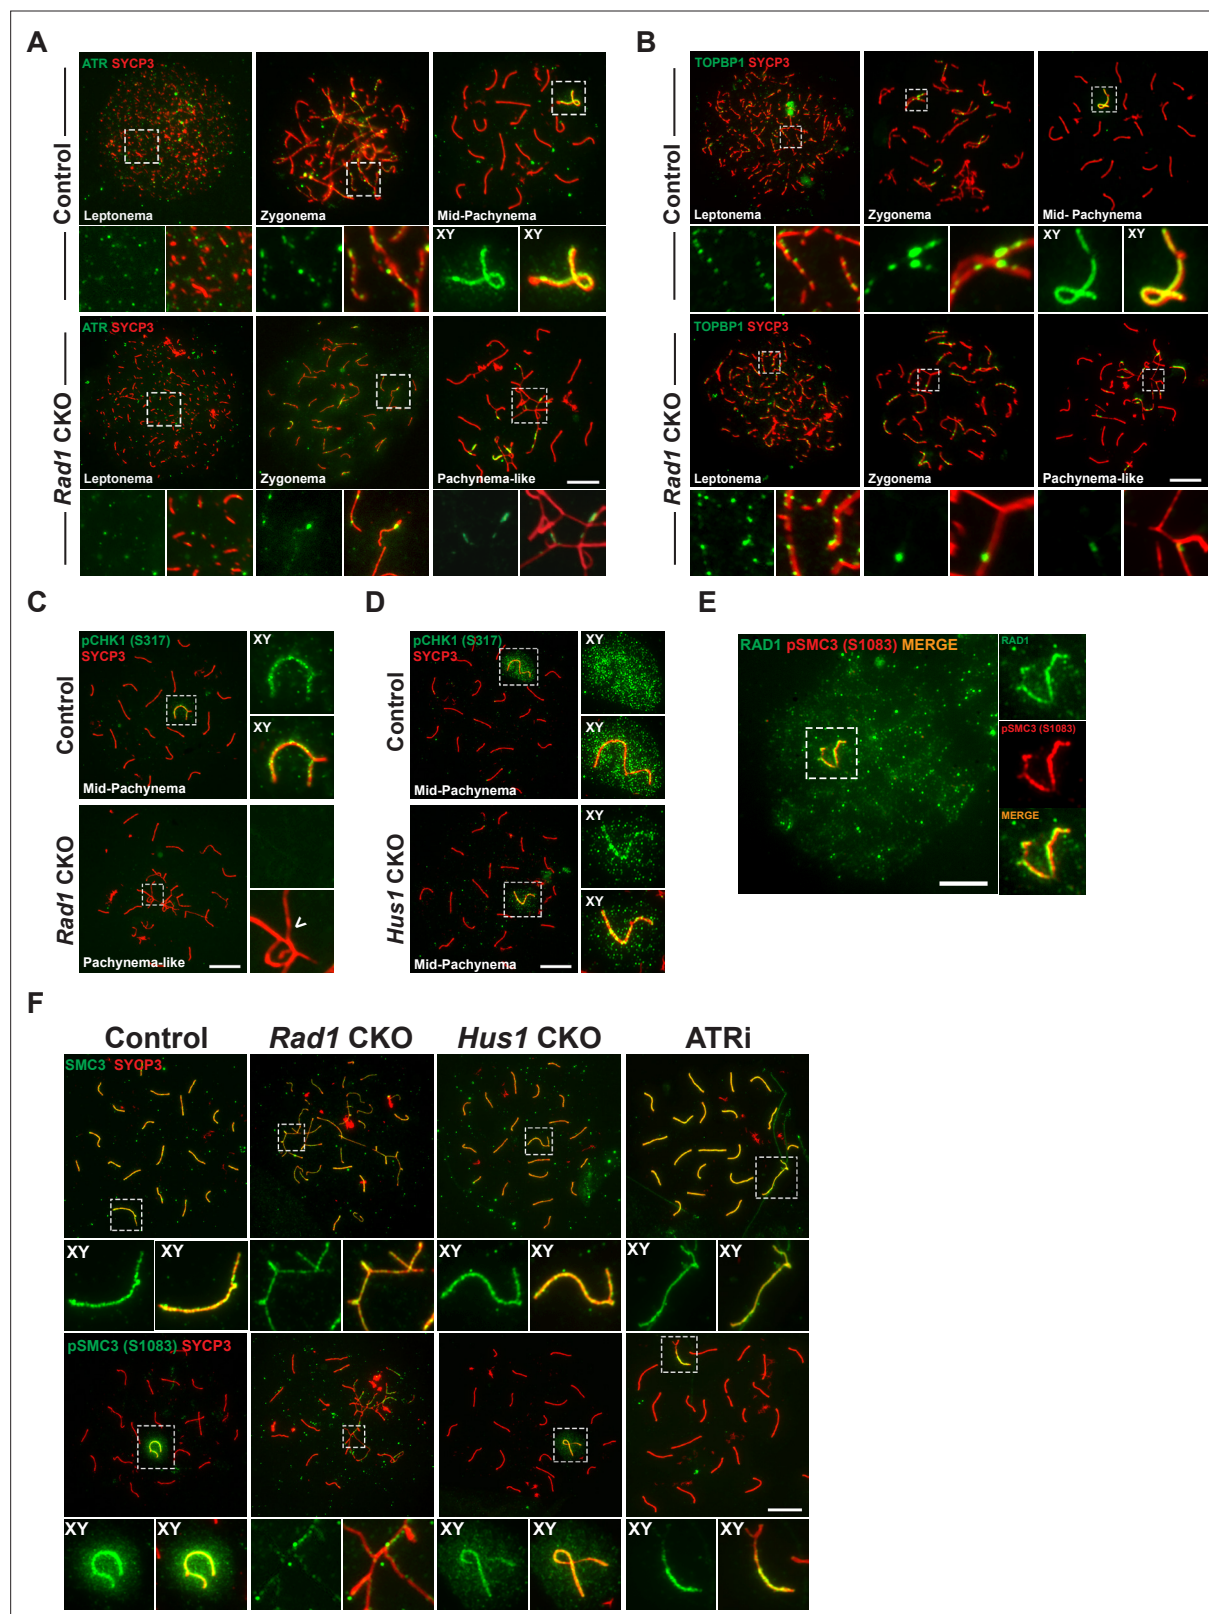 A
B
Control
ATR SYCP3
Leptonema
Zygonema
Mid-Pachynema
XY
XY
Rad1 CKO
ATR SYCP3
Leptonema
Zygonema
Pachynema-like
Control
TOPBP1 SYCP3
Leptonema
Zygonema
Mid- Pachynema
XY
XY
Rad1 CKO
TOPBP1 SYCP3
Leptonema
Zygonema
Pachynema-like
C
D
E
Control
pCHK1 (S317)
SYCP3
Mid-Pachynema
XY
XY
Rad1 CKO
Pachynema-like
Control
pCHK1 (S317)
SYCP3
Mid-Pachynema
XY
XY
Hus1 CKO
Mid-Pachynema
XY
XY
RAD1 pSMC3 (S1083) MERGE
RAD1
pSMC3 (S1083)
MERGE
F
Control Rad1 CKO Hus1 CKO ATRi
SMC3 SYCP3
XY XY XY XY XY XY
pSMC3 (S1083) SYCP3
XY XY XY XY XY XY